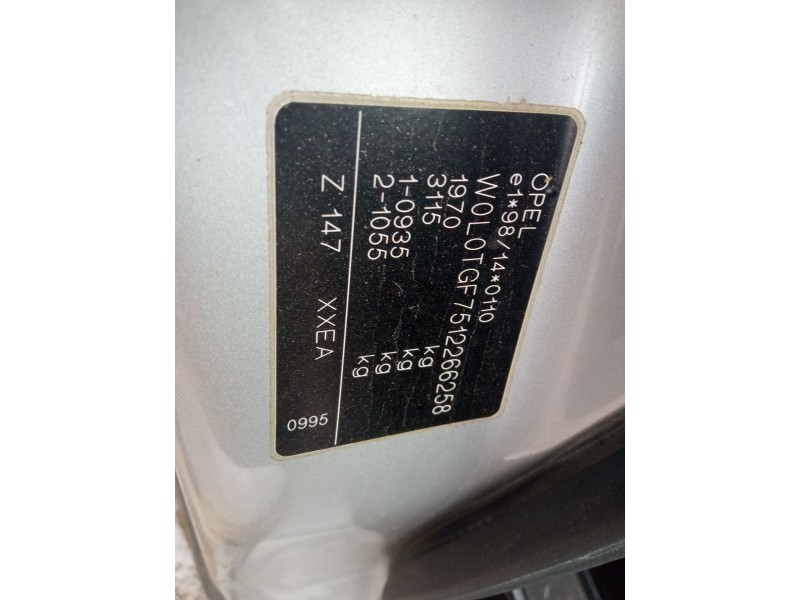 OPEL
e1*98/14*0110
W0L0TGF7512266258
1970 kg
3115 kg
1-0935 kg
2-1055 kg
Z 147 XXEA
0995